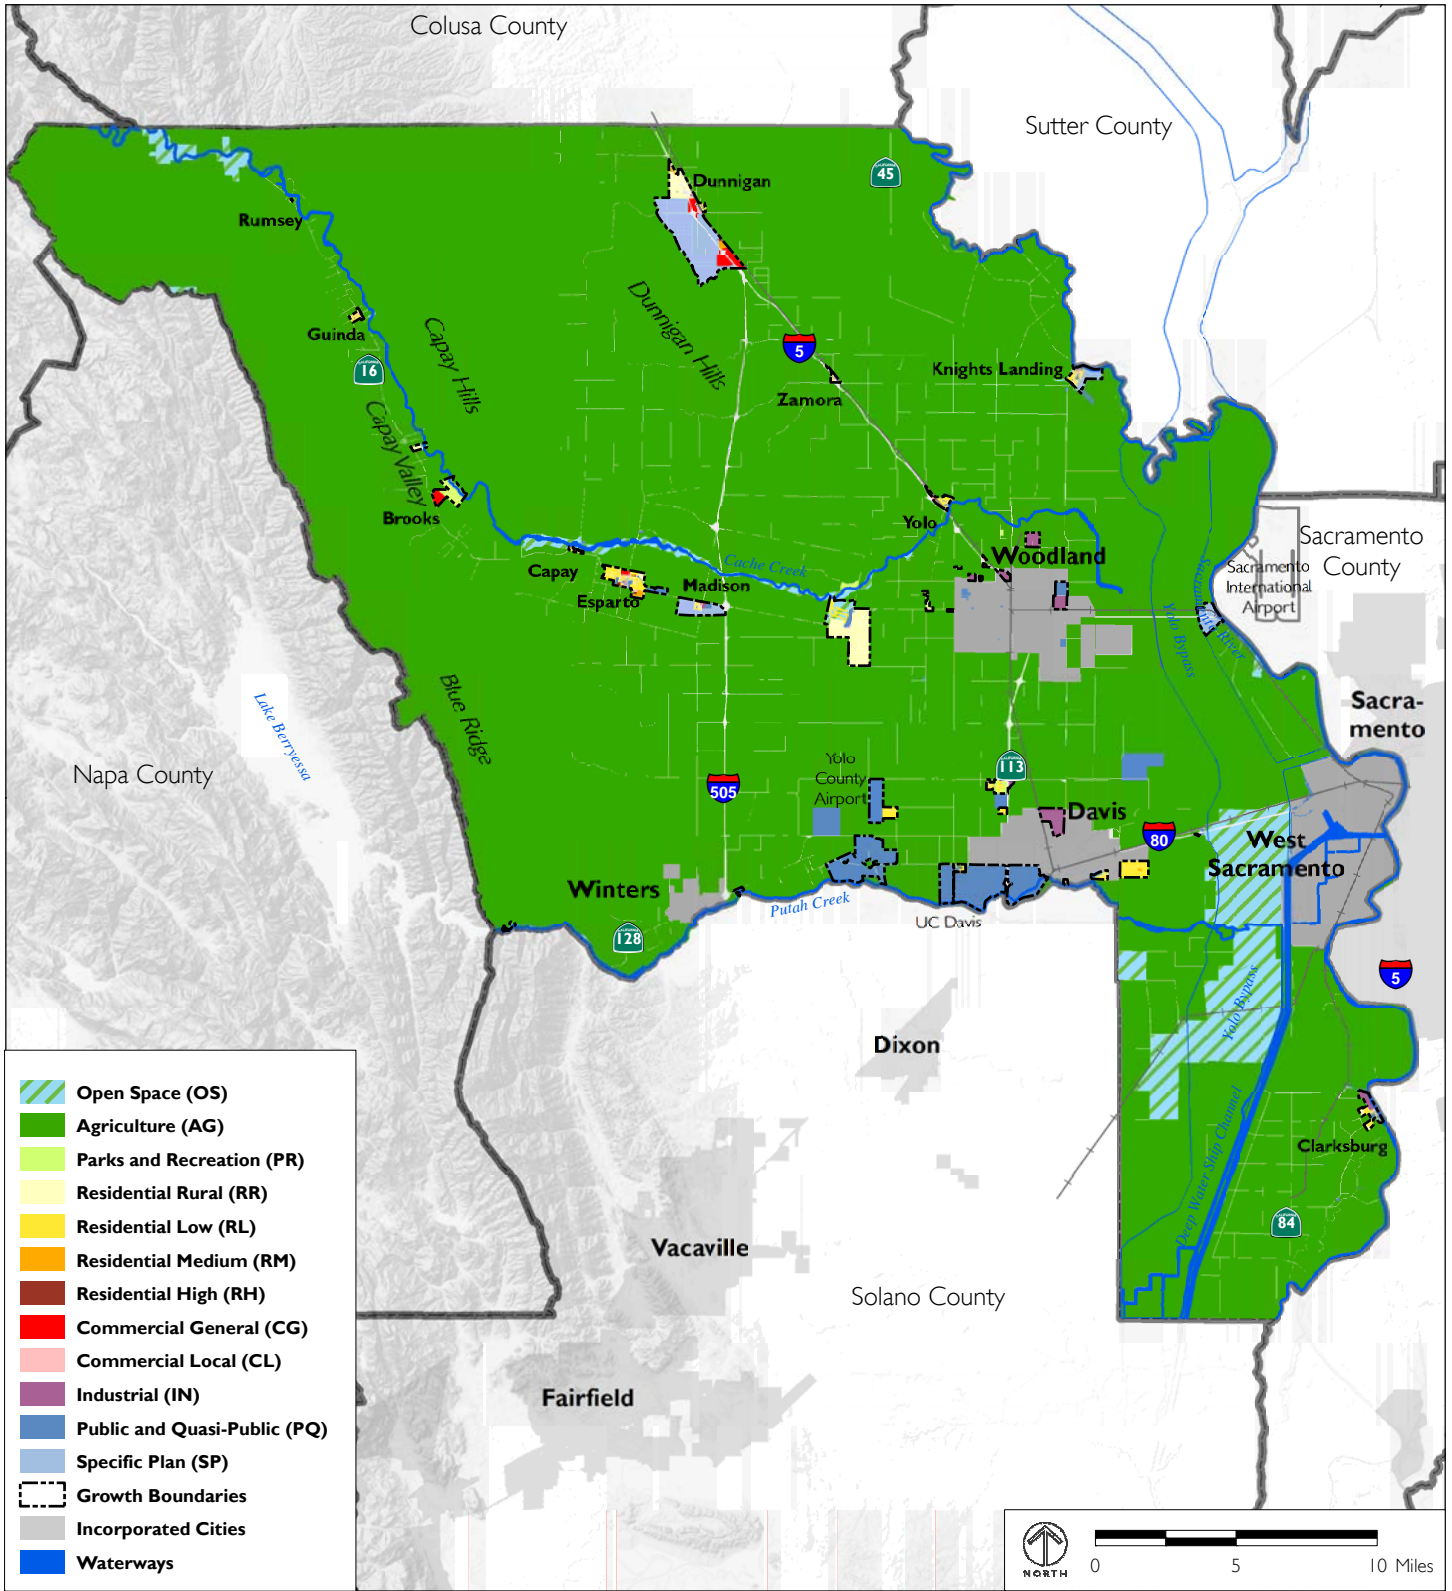 Colusa County
Sutter County
CALIFORNIA
45
Dunnigan
Rumsey
Dunnigan Hills
Guinda
Capay Hills
5
CALIFORNIA
16
Knights Landing
Zamora
Capay Valley
Brooks
Yolo
Woodland
Sacramento
County
Cache Creek
Capay
Madison
Esparto
Sacramento
International
Airport
Sacramento River
Yolo Bypass
Blue Ridge
Lake Berryessa
Sacra-
mento
Napa County
Yolo
County
Airport
CALIFORNIA
113
505
Davis
80
West
Sacramento
Winters
Putah Creek
UC Davis
CALIFORNIA
128
5
Yolo Bypass
Dixon
Deep Water Ship Channel
Clarksburg
CALIFORNIA
84
Vacaville
Solano County
Fairfield
Open Space (OS)
Agriculture (AG)
Parks and Recreation (PR)
Residential Rural (RR)
Residential Low (RL)
Residential Medium (RM)
Residential High (RH)
Commercial General (CG)
Commercial Local (CL)
Industrial (IN)
Public and Quasi-Public (PQ)
Specific Plan (SP)
Growth Boundaries
Incorporated Cities
Waterways
NORTH
0 5 10 Miles